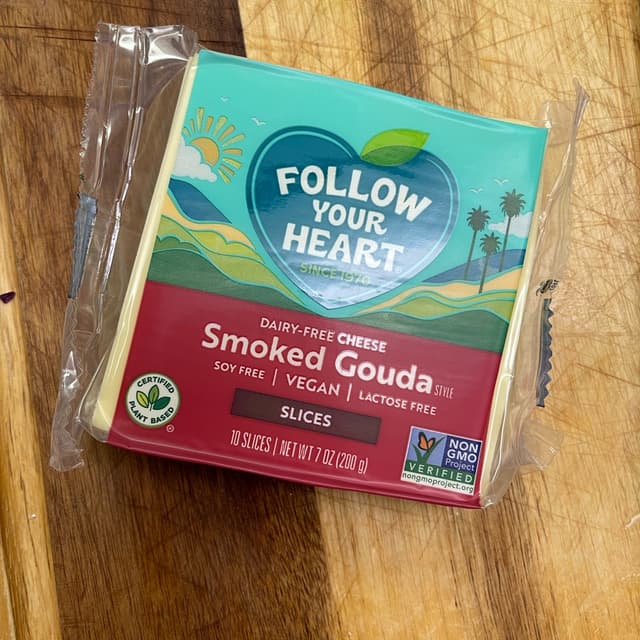 FOLLOW
YOUR
HEART
SINCE 1970
DAIRY-FREE CHEESE
Smoked Gouda STYLE
SOY FREE | VEGAN | LACTOSE FREE
SLICES
10 SLICES | NET WT 7 OZ (200 g)
CERTIFIED
PLANT BASED
NON
GMO
Project
VERIFIED
nongmoproject.org